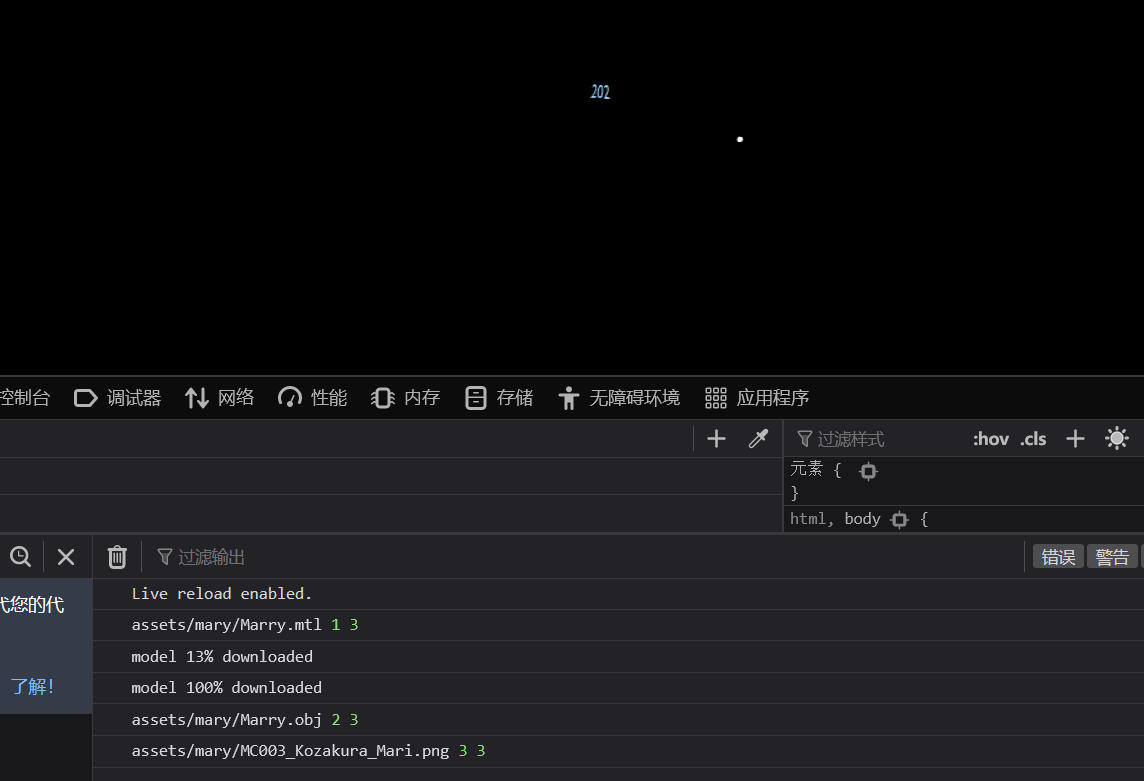 202
控制台 调试器 网络 性能 内存 存储 无障碍环境 应用程序
过滤样式 :hov .cls
元素 {
}
html, body {
过滤输出 错误 警告
代您的代
了解!
Live reload enabled.
assets/mary/Marry.mtl 1 3
model 13% downloaded
model 100% downloaded
assets/mary/Marry.obj 2 3
assets/mary/MC003_Kozakura_Mari.png 3 3